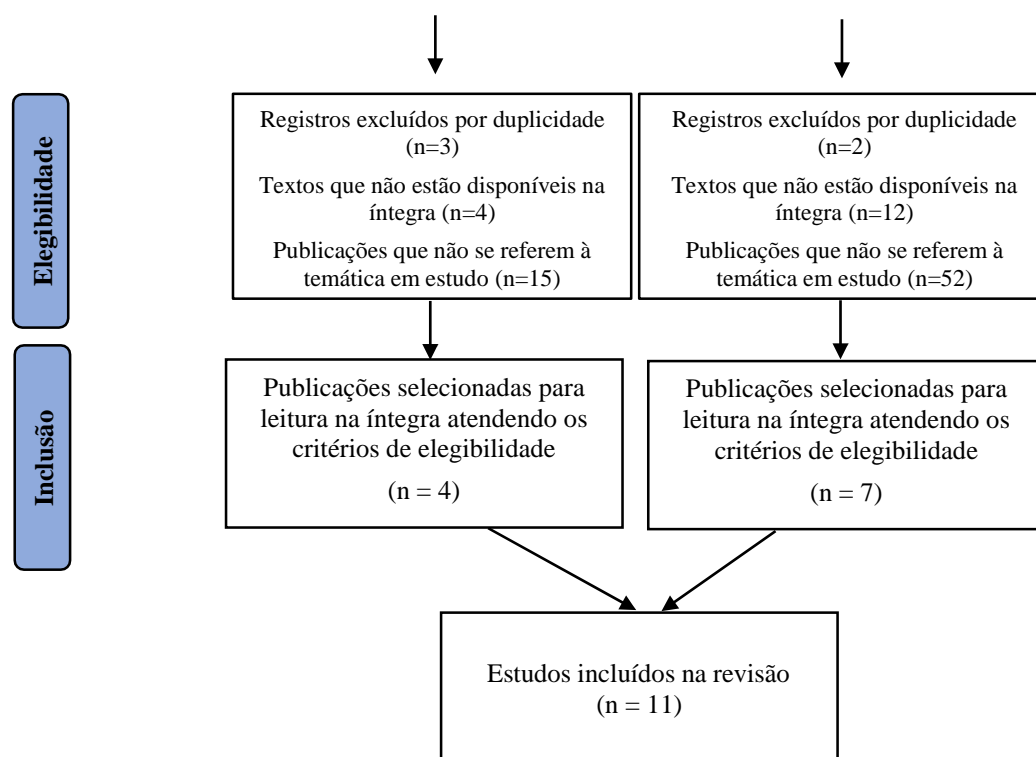 Elegibilidade
Registros excluídos por duplicidade
(n=3)
Textos que não estão disponíveis na
íntegra (n=4)
Publicações que não se referem à
temática em estudo (n=15)
Registros excluídos por duplicidade
(n=2)
Textos que não estão disponíveis na
íntegra (n=12)
Publicações que não se referem à
temática em estudo (n=52)
Inclusão
Publicações selecionadas para
leitura na íntegra atendendo os
critérios de elegibilidade
(n = 4)
Publicações selecionadas para
leitura na íntegra atendendo os
critérios de elegibilidade
(n = 7)
Estudos incluídos na revisão
(n = 11)